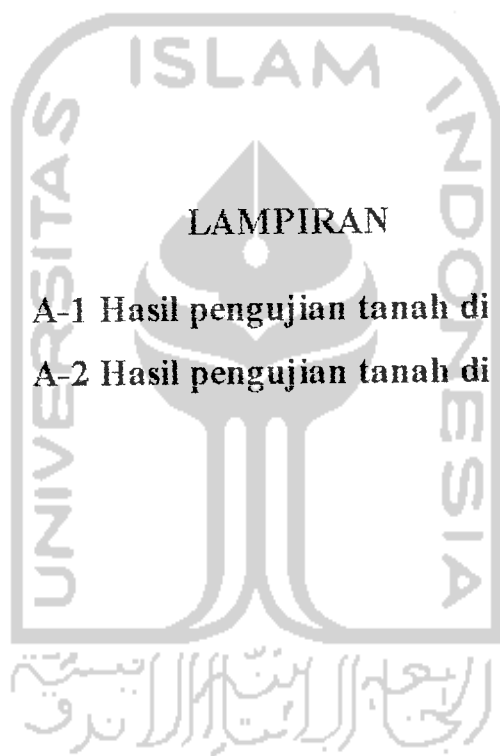 ISLAM
UNIVERSITAS
INDONESIA
LAMPIRAN
A-1 Hasil pengujian tanah di
A-2 Hasil pengujian tanah di